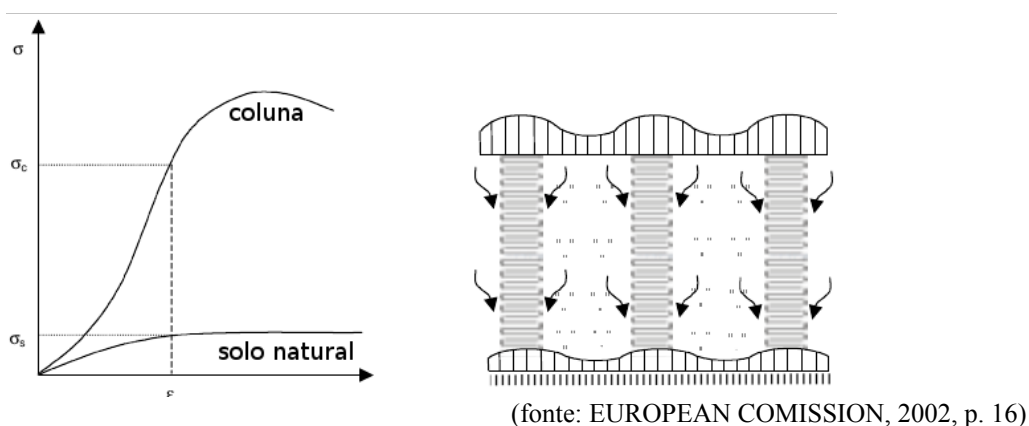 σ
coluna
σc
σs
solo natural
ε
(fonte: EUROPEAN COMISSION, 2002, p. 16)